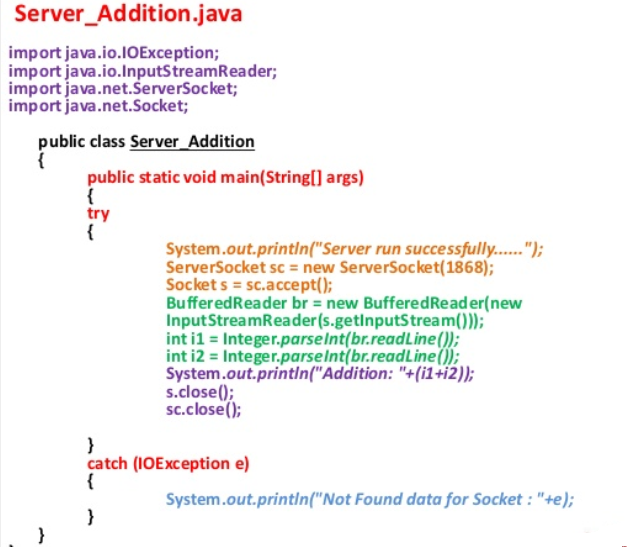 Server_Addition.java
import java.io.IOException;
import java.io.InputStreamReader;
import java.net.ServerSocket;
import java.net.Socket;
public class Server_Addition
{
public static void main(String[] args)
{
try
{
System.out.println("Server run successfully......");
ServerSocket sc = new ServerSocket(1868);
Socket s = sc.accept();
BufferedReader br = new BufferedReader(new
InputStreamReader(s.getInputStream()));
int i1 = Integer.parseInt(br.readLine());
int i2 = Integer.parseInt(br.readLine());
System.out.println("Addition: "+(i1+i2));
s.close();
sc.close();
}
catch (IOException e)
{
System.out.println("Not Found data for Socket : "+e);
}
}